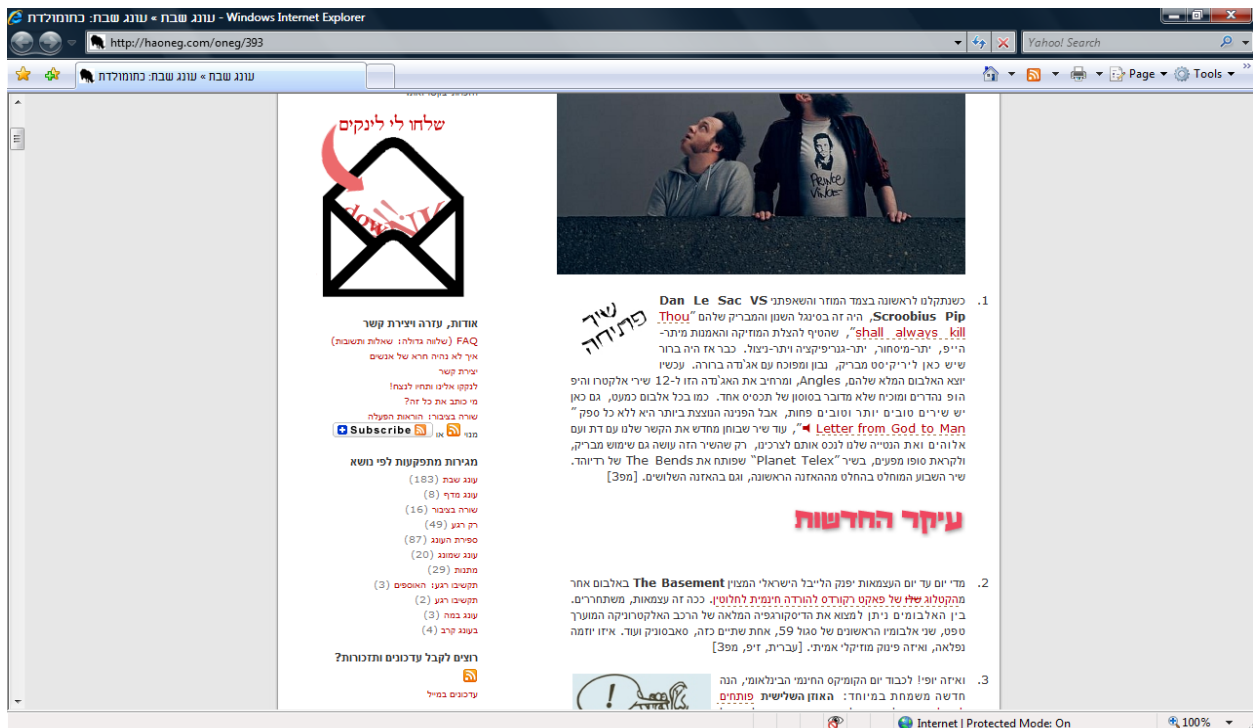 עונג שבת » עונג שבת: כחומולדת - Windows Internet Explorer
http://haoneg.com/oneg/393
Yahoo! Search
עונג שבת » עונג שבת: כחומולדת
Page
Tools
שלחו לי לינקים
PRINCE
VINCE
1. כשנתקלנו לראשונה בצמד המוזר והשאפתני Dan Le Sac VS
Scroobius Pip, היה זה בסינגל השנון והמבריק שלהם "Thou
shall always kill", שהטיף להצלת המוזיקה והאמנות מיתר-
הייפ, יתר-מיסחור, יתר-גנריפיקציה ויתר-ניצול. כבר אז היה ברור
שיש כאן ליריקיסט מבריק, נבון ומפוכח עם אג'נדה ברורה. עכשיו
יוצא האלבום המלא שלהם, Angles, ומרחיב את האג'נדה הזו ל-12 שירי אלקטרו והיפ
הופ נהדרים ומוכיח שלא מדובר בסוסון של תכסיס אחד. כמו בכל אלבום כמעט, גם כאן
יש שירים טובים יותר וטובים פחות, אבל הפנינה הנוצצת ביותר היא ללא כל ספק "
Letter from God to Man", עוד שיר שבוחן מחדש את הקשר שלנו עם דת ועם
אלוהים ואת הנטייה שלנו לנכס אותם לצרכינו, רק שהשיר הזה עושה גם שימוש מבריק,
ולקראת סופו מפעים, בשיר "Planet Telex" שפותח את The Bends של רדיוהד.
שיר השבוע המוחלט בהחלט מההאזנה הראשונה, וגם בהאזנה השלושים. [מפ3]
שיר
פתיחה
עיקר החדשות
2. מדי יום עד יום העצמאות יפנק הלייבל הישראלי המצוין The Basement באלבום אחר
מהקטלוג שלו של פאקט רקורדס להורדה חינמית לחלוטין. ככה זה עצמאות, משתחררים.
בין האלבומים ניתן למצוא את הדיסקורגפיה המלאה של הרכב האלקטרוניקה המוערך
טפט, שני אלבומיו הראשונים של סגול 59, אחת שתיים כזה, סאבסוניק ועוד. איזו יוזמה
נפלאה, ואיזה פינוק מוזיקלי אמיתי. [עברית, זיפ, מפ3]
3. ואיזה יופי! לכבוד יום הקומיקס החינמי הבינלאומי, הנה
חדשה משמחת במיוחד: האוזן השלישית פותחים
אודות, עזרה ויצירת קשר
FAQ (שלווה גדולה: שאלות ותשובות)
איך לא נהיה חרא של אנשים
יצירת קשר
לנקקו אלינו ותחיו לנצח!
מי כותב את כל זה?
שורה בציבור: הוראות הפעלה
מנוי או Subscribe
מגירות מתפקעות לפי נושא
עונג שבת (183)
עונג מדף (8)
שורה בציבור (16)
רק רגע (49)
ספירת העונג (87)
עונג שמונג (20)
מתנות (29)
תקשיבו רגע: האוספים (3)
תקשיבו רגע (2)
עונג במה (3)
בעונג קרב (4)
רוצים לקבל עדכונים ותזכורות?
עדכונים במייל
Internet | Protected Mode: On
100%